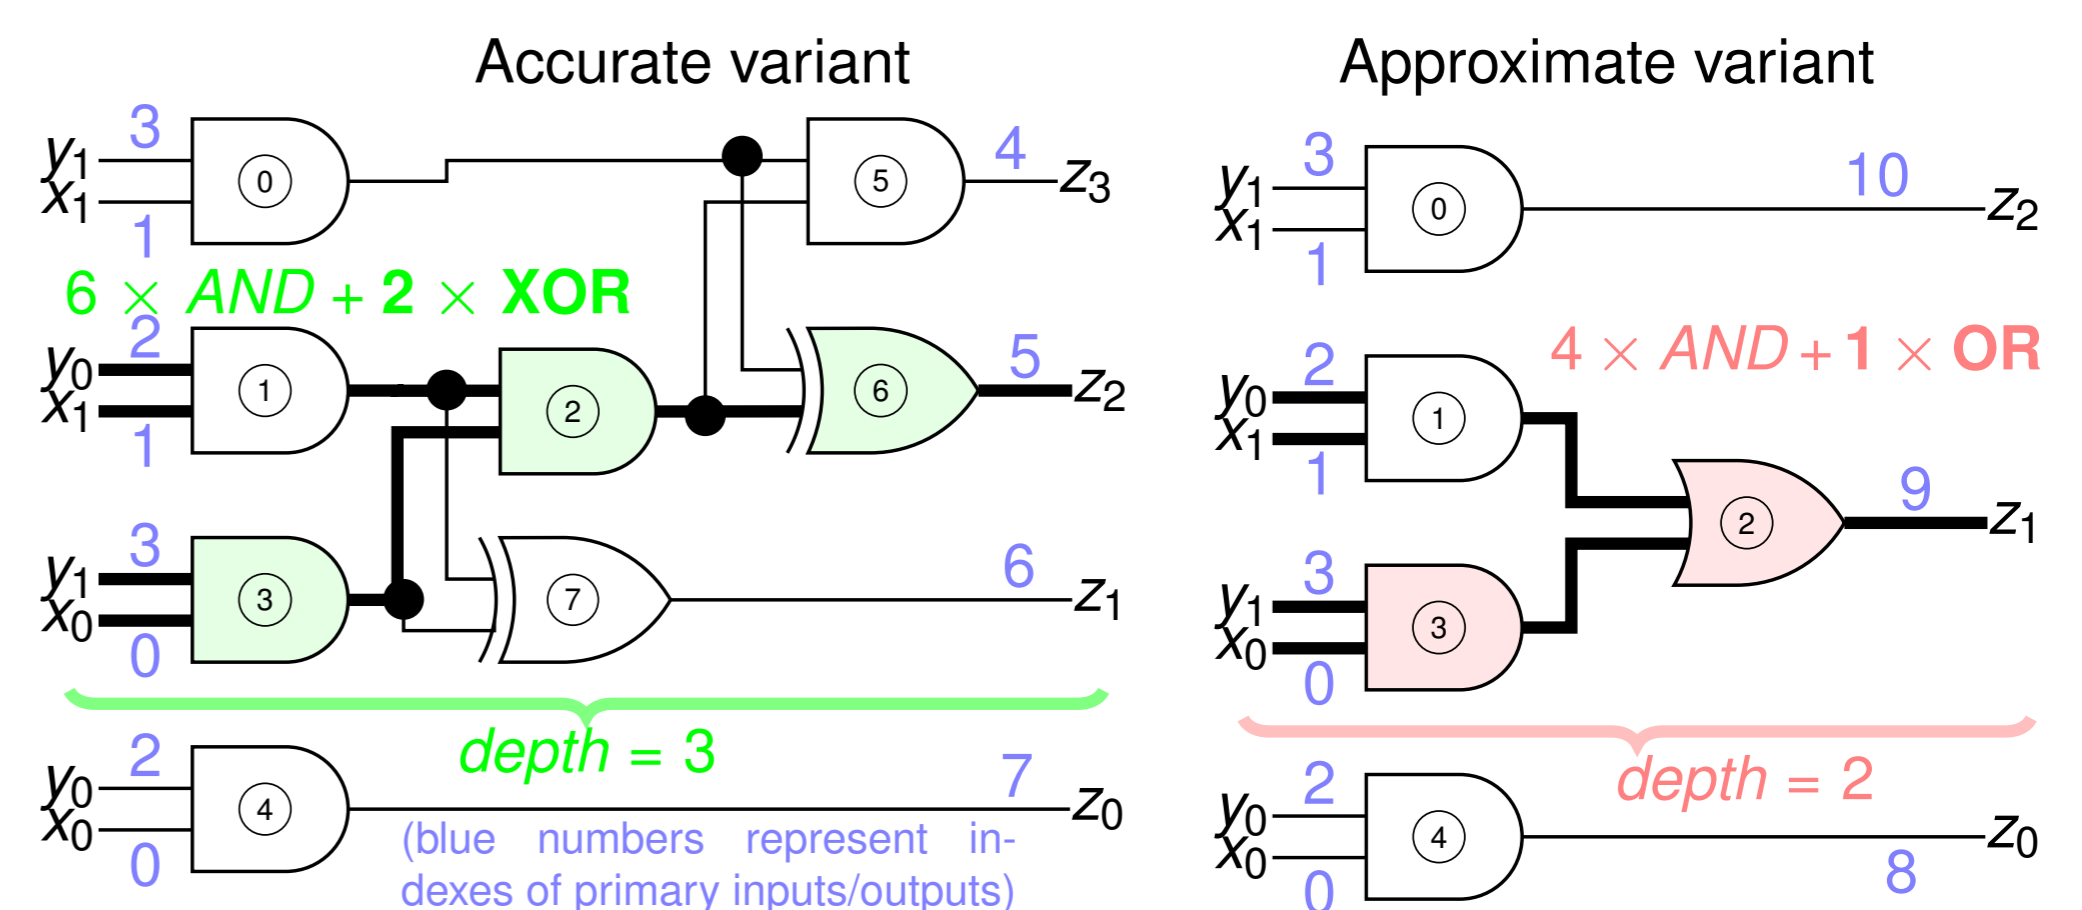 Accurate variant
3
y1
x1
1
0
5
4
z3
6 × AND + 2 × XOR
2
y0
x1
1
1
2
6
5
z2
3
y1
x0
0
3
7
6
z1
depth = 3
2
y0
x0
0
4
7
z0
(blue numbers represent in-
dexes of primary inputs/outputs)
Approximate variant
3
y1
x1
1
0
10
z2
4 × AND + 1 × OR
2
y0
x1
1
1
2
9
z1
3
y1
x0
0
3
depth = 2
2
y0
x0
0
4
z0
8